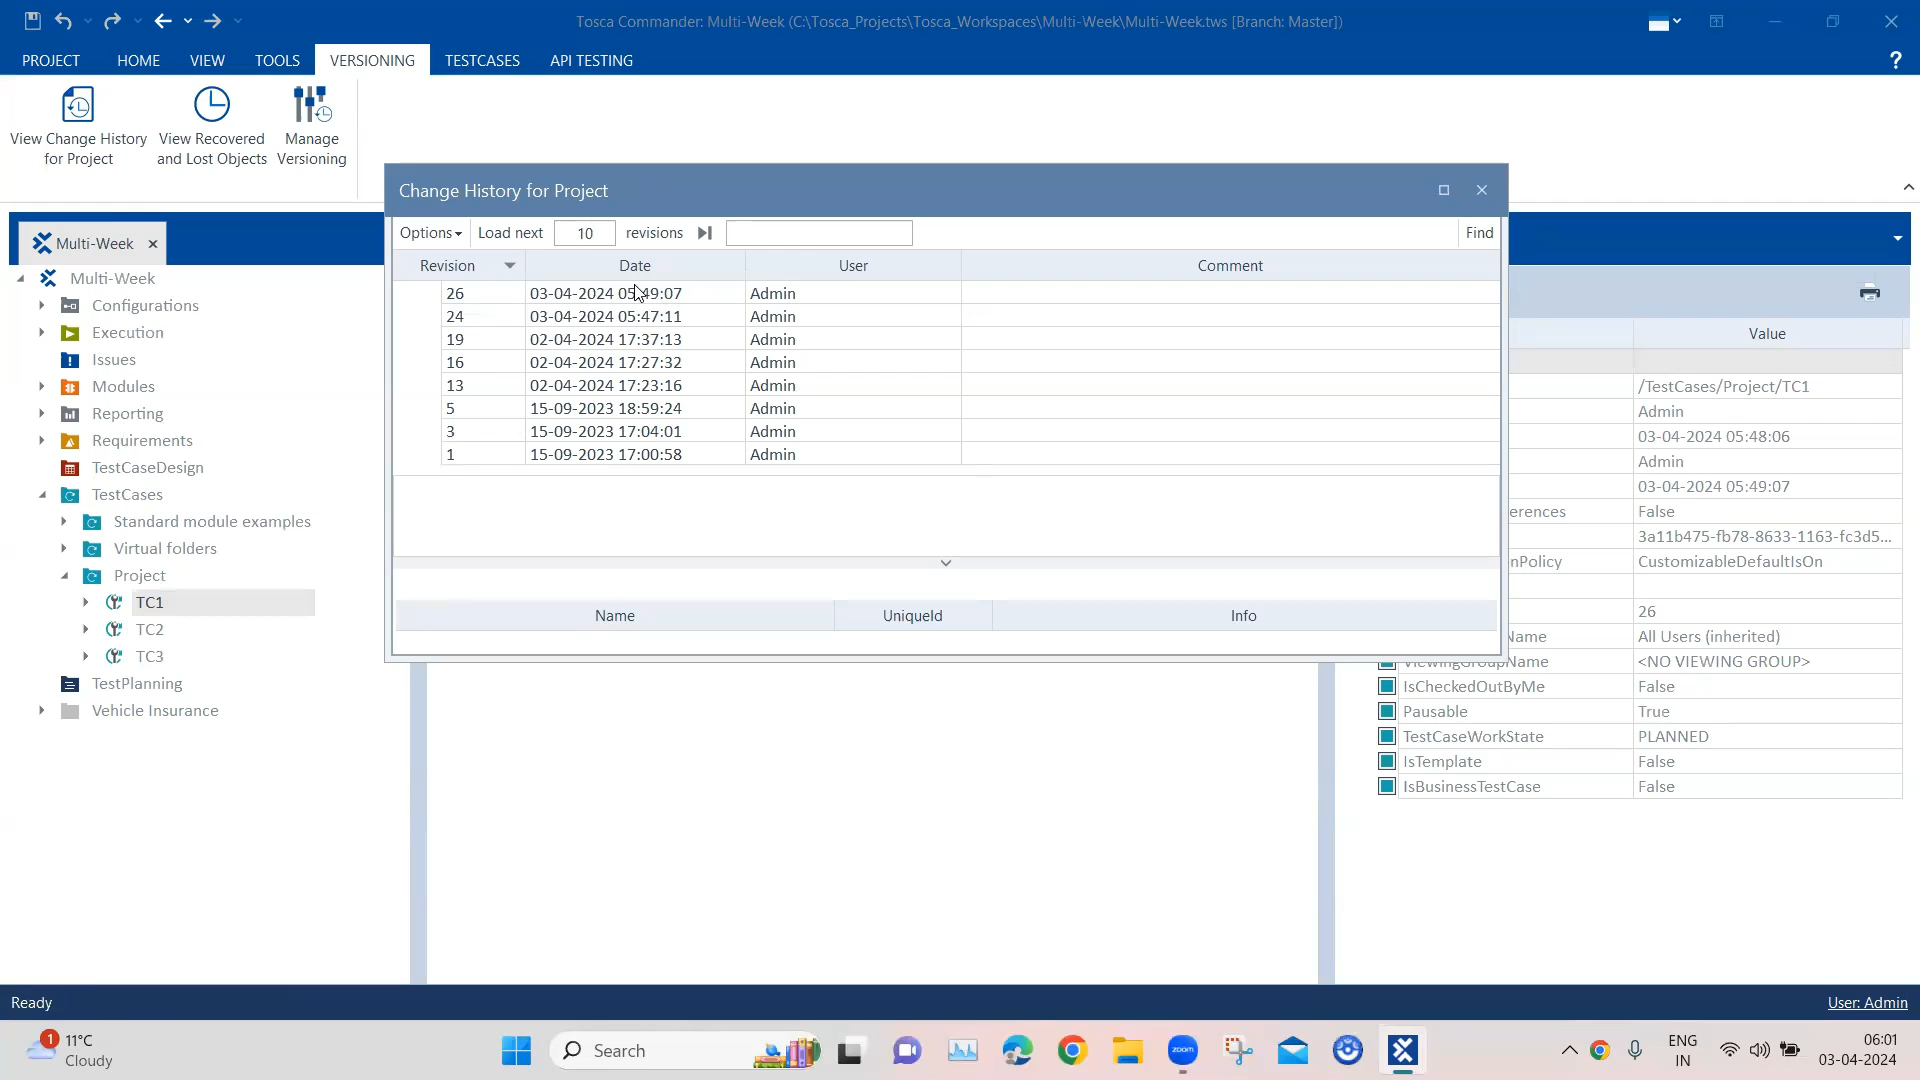 Tosca Commander: Multi-Week (C:\Tosca_Projects\Tosca_Workspaces\Multi-Week\Multi-Week.tws [Branch: Master])
PROJECT HOME VIEW TOOLS VERSIONING TESTCASES API TESTING ?
View Change History for Project
View Recovered and Lost Objects
Manage Versioning
Change History for Project
Options Load next 10 revisions Find
Revision Date User Comment
26 03-04-2024 05:49:07 Admin
24 03-04-2024 05:47:11 Admin
19 02-04-2024 17:37:13 Admin
16 02-04-2024 17:27:32 Admin
13 02-04-2024 17:23:16 Admin
5 15-09-2023 18:59:24 Admin
3 15-09-2023 17:04:01 Admin
1 15-09-2023 17:00:58 Admin
Name UniqueId Info
Multi-Week
Multi-Week
Configurations
Execution
Issues
Modules
Reporting
Requirements
TestCaseDesign
TestCases
Standard module examples
Virtual folders
Project
TC1
TC2
TC3
TestPlanning
Vehicle Insurance
Value
/TestCases/Project/TC1
Admin
03-04-2024 05:48:06
Admin
03-04-2024 05:49:07
erences False
3a11b475-fb78-8633-1163-fc3d5...
nPolicy CustomizableDefaultIsOn
26
Name All Users (inherited)
ViewingGroupName <NO VIEWING GROUP>
IsCheckedOutByMe False
Pausable True
TestCaseWorkState PLANNED
IsTemplate False
IsBusinessTestCase False
Ready User: Admin
1
11°C
Cloudy
Search
zoom
ENG
IN
06:01
03-04-2024